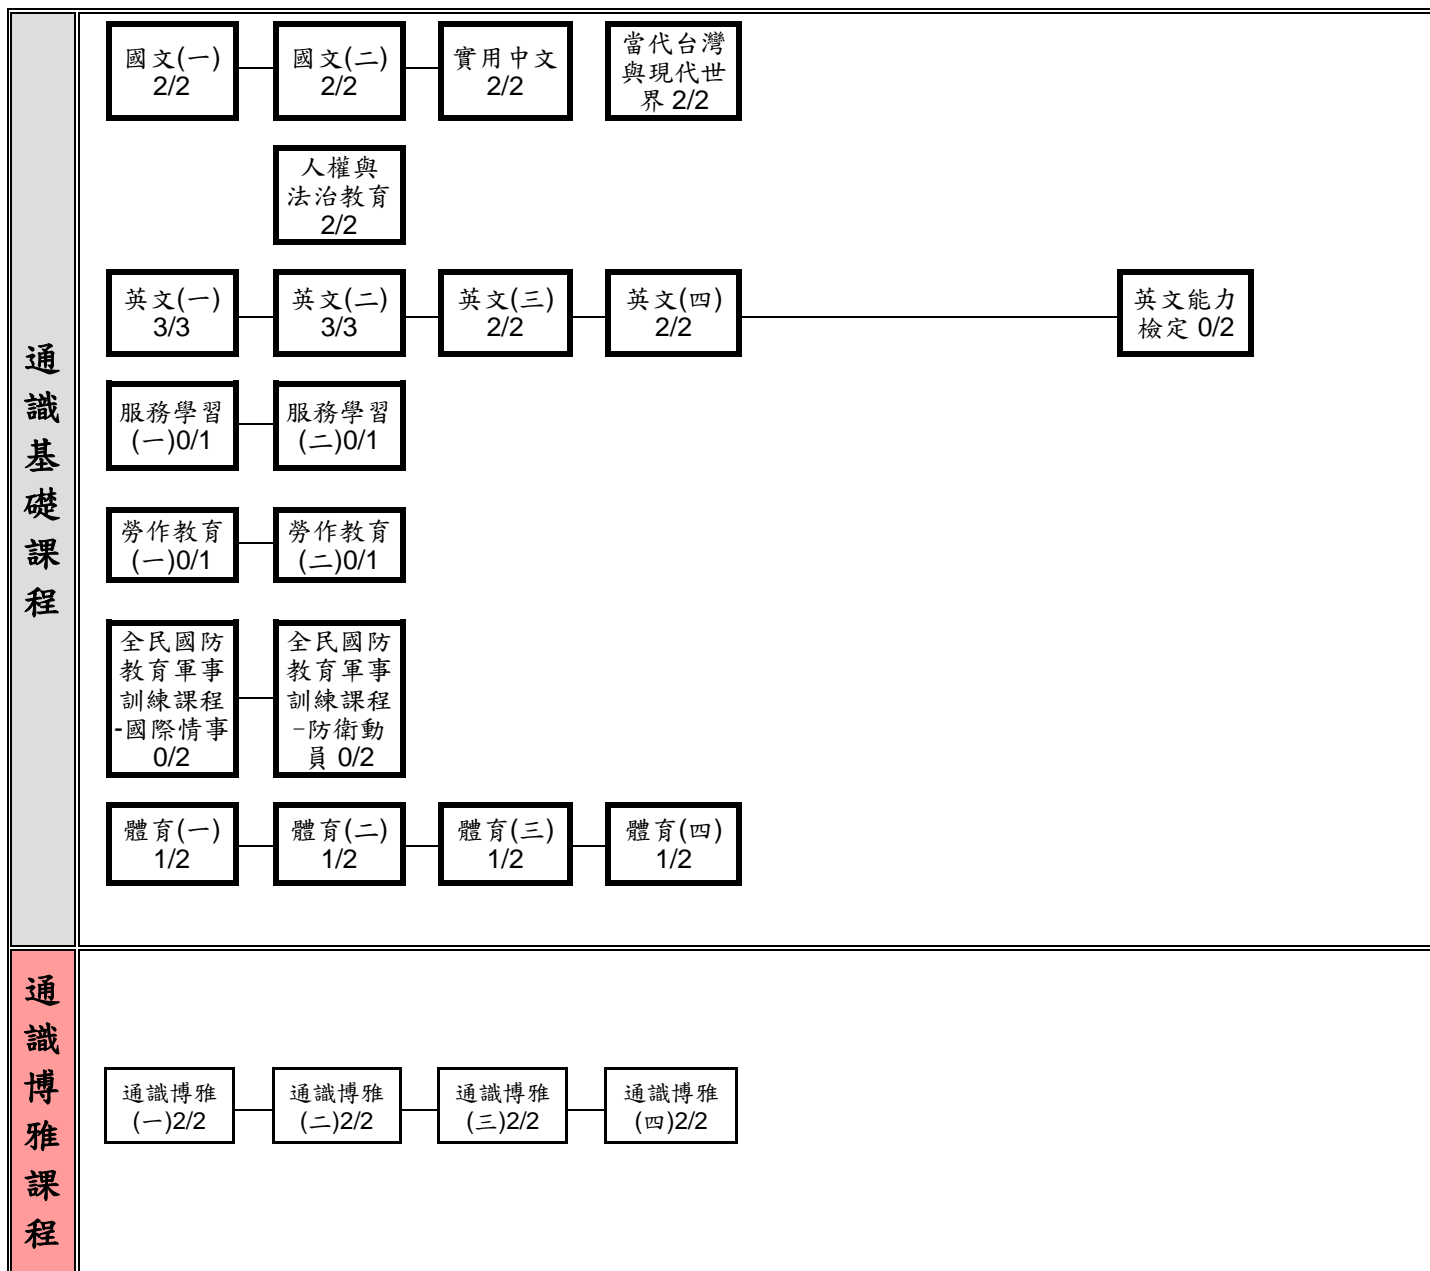 通識基礎課程
國文(一)
2/2
國文(二)
2/2
實用中文
2/2
當代台灣
與現代世
界 2/2
人權與
法治教育
2/2
英文(一)
3/3
英文(二)
3/3
英文(三)
2/2
英文(四)
2/2
英文能力
檢定 0/2
服務學習
(一)0/1
服務學習
(二)0/1
勞作教育
(一)0/1
勞作教育
(二)0/1
全民國防
教育軍事
訓練課程
-國際情事
0/2
全民國防
教育軍事
訓練課程
-防衛動
員 0/2
體育(一)
1/2
體育(二)
1/2
體育(三)
1/2
體育(四)
1/2
通識博雅課程
通識博雅
(一)2/2
通識博雅
(二)2/2
通識博雅
(三)2/2
通識博雅
(四)2/2